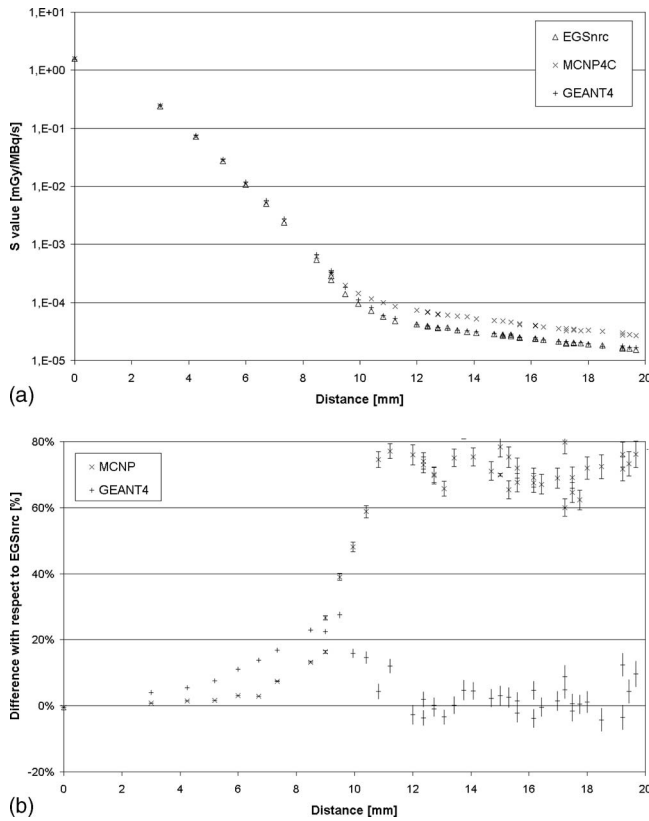 1,E+01
1,E+00
1,E-01
1,E-02
1,E-03
1,E-04
1,E-05
S value [mGy/MBq/s]
EGSnrc
MCNP4C
GEANT4
0 2 4 6 8 10 12 14 16 18 20
Distance [mm]
(a)
80%
60%
40%
20%
0%
-20%
Difference with respect to EGSnrc [%]
MCNP
GEANT4
0 2 4 6 8 10 12 14 16 18 20
Distance [mm]
(b)